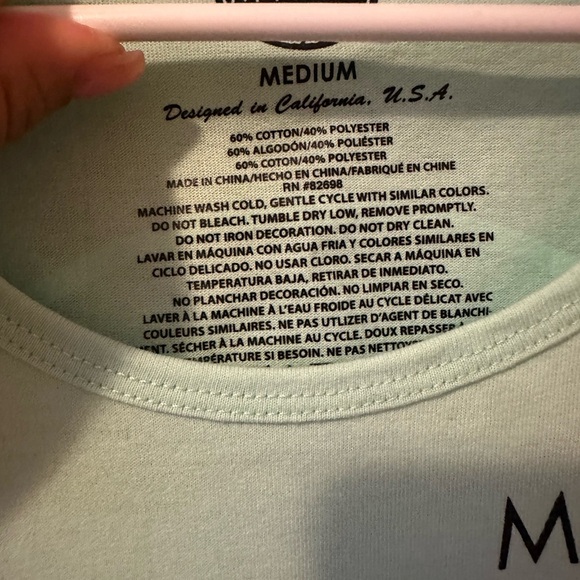 MEDIUM
Designed in California, U.S.A.
60% COTTON/40% POLYESTER
60% ALGODÓN/40% POLIÉSTER
60% COTON/40% POLYESTER
MADE IN CHINA/HECHO EN CHINA/FABRIQUÉ EN CHINE
RN #82698
MACHINE WASH COLD, GENTLE CYCLE WITH SIMILAR COLORS.
DO NOT BLEACH. TUMBLE DRY LOW, REMOVE PROMPTLY.
DO NOT IRON DECORATION. DO NOT DRY CLEAN.
LAVAR EN MÁQUINA CON AGUA FRIA Y COLORES SIMILARES EN
CICLO DELICADO. NO USAR CLORO. SECAR A MÁQUINA EN
TEMPERATURA BAJA, RETIRAR DE INMEDIATO.
NO PLANCHAR DECORACIÓN. NO LIMPIAR EN SECO.
LAVER À LA MACHINE À L'EAU FROIDE AU CYCLE DÉLICAT AVEC
COULEURS SIMILAIRES. NE PAS UTLIZER D'AGENT DE BLANCHI-
MENT. SÉCHER À LA MACHINE AU CYCLE. DOUX REPASSER À
TEMPÉRATURE SI BESOIN. NE PAS NETTOY
M